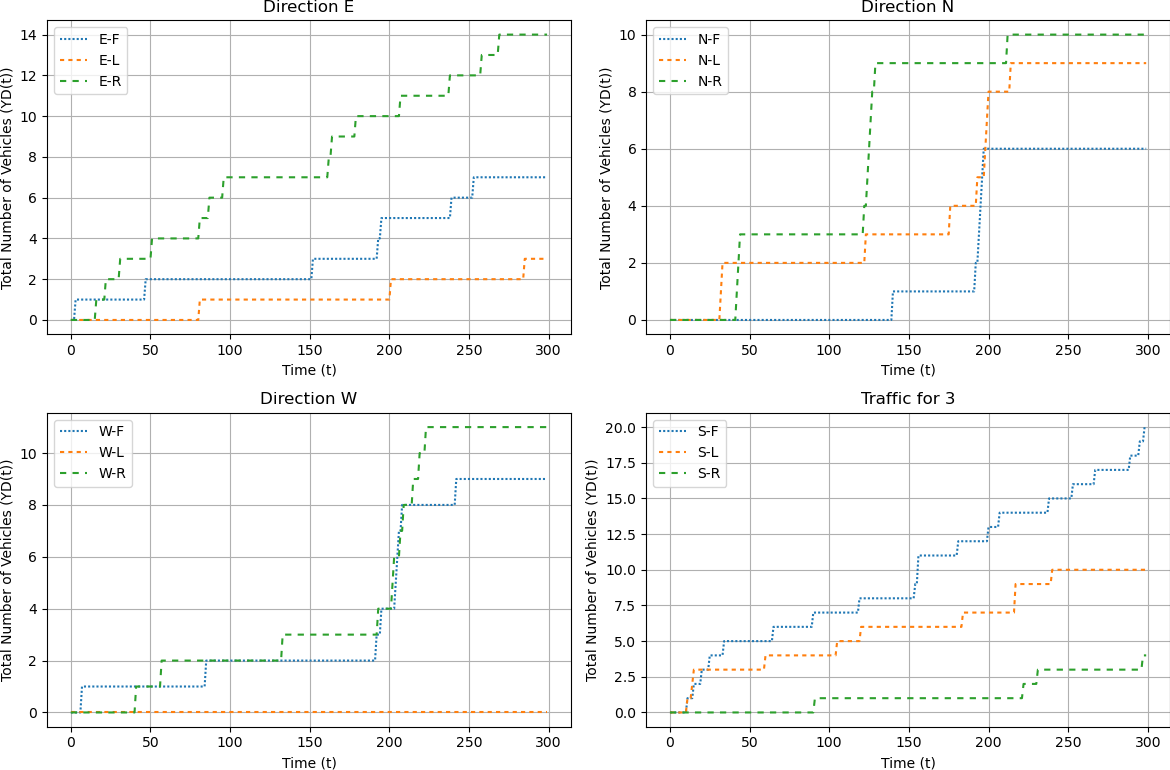 Direction E
Total Number of Vehicles (YD(t))
14
12
10
8
6
4
2
0
E-F
E-L
E-R
0 50 100 150 200 250 300
Time (t)
Direction N
Total Number of Vehicles (YD(t))
10
8
6
4
2
0
N-F
N-L
N-R
0 50 100 150 200 250 300
Time (t)
Direction W
Total Number of Vehicles (YD(t))
10
8
6
4
2
0
W-F
W-L
W-R
0 50 100 150 200 250 300
Time (t)
Traffic for 3
Total Number of Vehicles (YD(t))
20.0
17.5
15.0
12.5
10.0
7.5
5.0
2.5
0.0
S-F
S-L
S-R
0 50 100 150 200 250 300
Time (t)